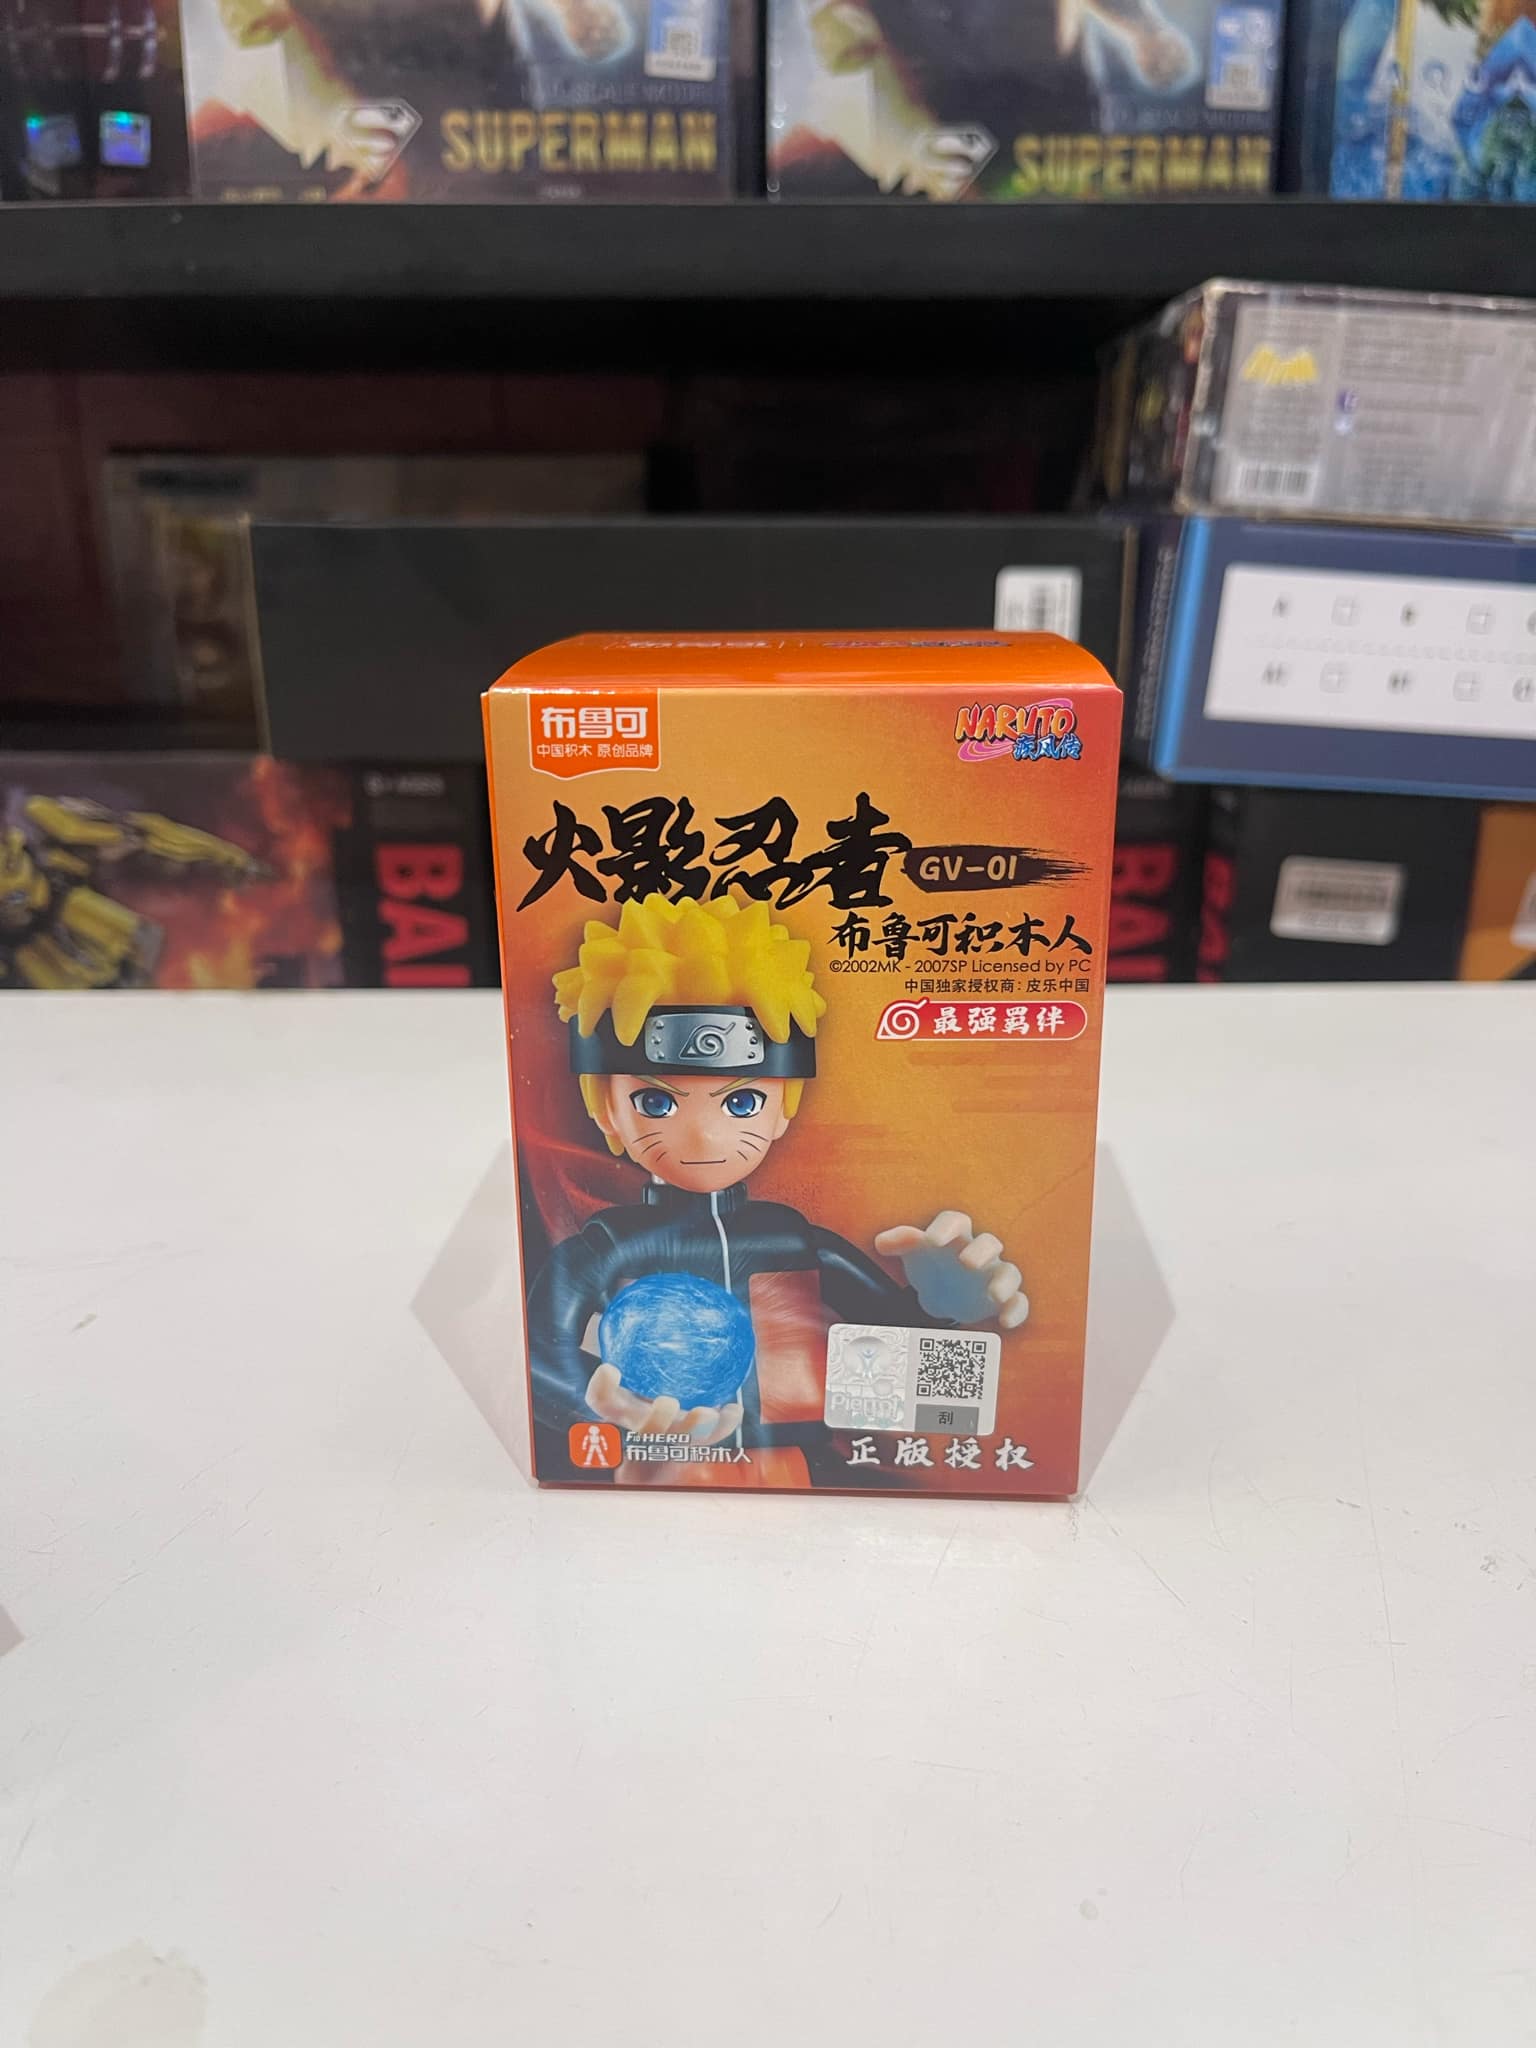 SUPERMAN
SUPERMAN
AQUA
布鲁可
中国积木 原创品牌
NARUTO
疾风传
火影忍者
GV-01
布鲁可积木人
©2002MK - 2007SP Licensed by PC
中国独家授权商: 皮乐中国
最强羁绊
刮
HERO
布鲁可积木人
正版授权